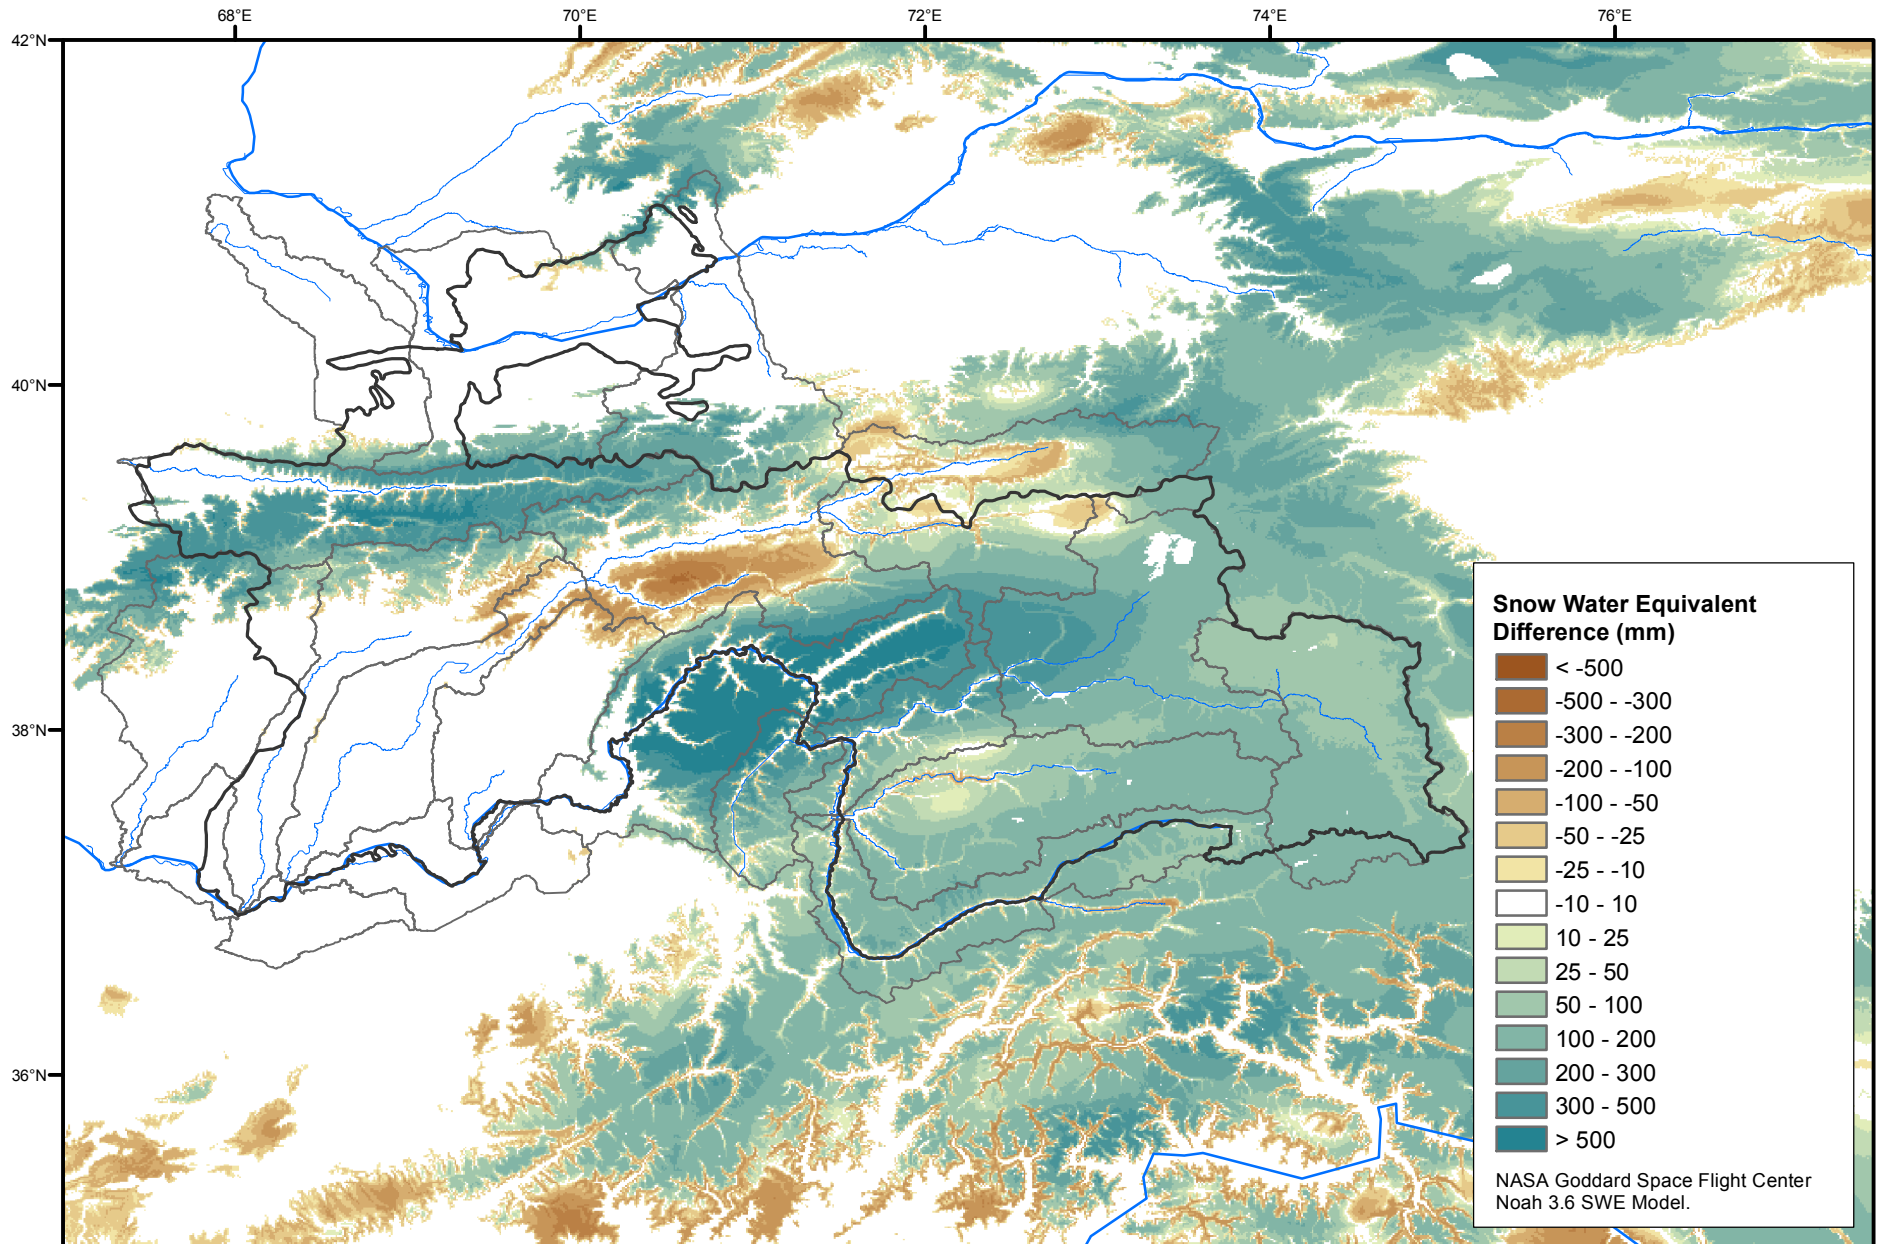 68°E 70°E 72°E 74°E 76°E
42°N
40°N
38°N
36°N
Snow Water Equivalent
Difference (mm)
< -500
-500 - -300
-300 - -200
-200 - -100
-100 - -50
-50 - -25
-25 - -10
-10 - 10
10 - 25
25 - 50
50 - 100
100 - 200
200 - 300
300 - 500
> 500
NASA Goddard Space Flight Center
Noah 3.6 SWE Model.